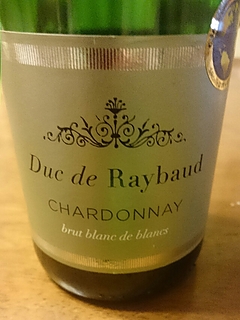 Duc de Raybaud
CHARDONNAY
brut blanc de blancs